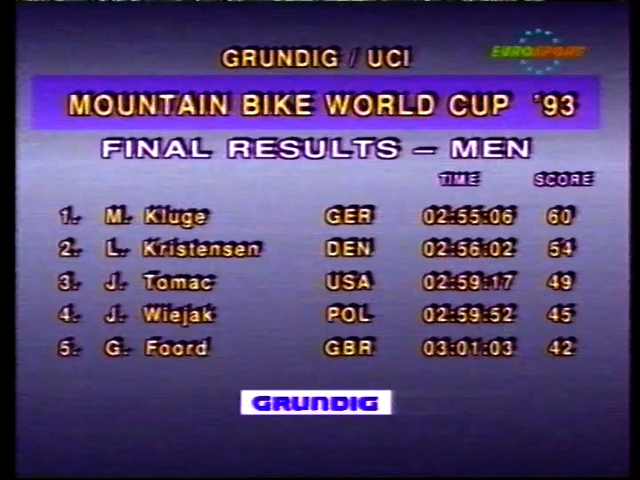 GRUNDIG / UCI
EUROSPORT
MOUNTAIN BIKE WORLD CUP '93
FINAL RESULTS – MEN
TIME SCORE
1. M. Kluge GER 02:55:06 60
2. L. Kristensen DEN 02:56:02 54
3. J. Tomac USA 02:59:17 49
4. J. Wiejak POL 02:59:52 45
5. G. Foord GBR 03:01:03 42
GRUNDIG